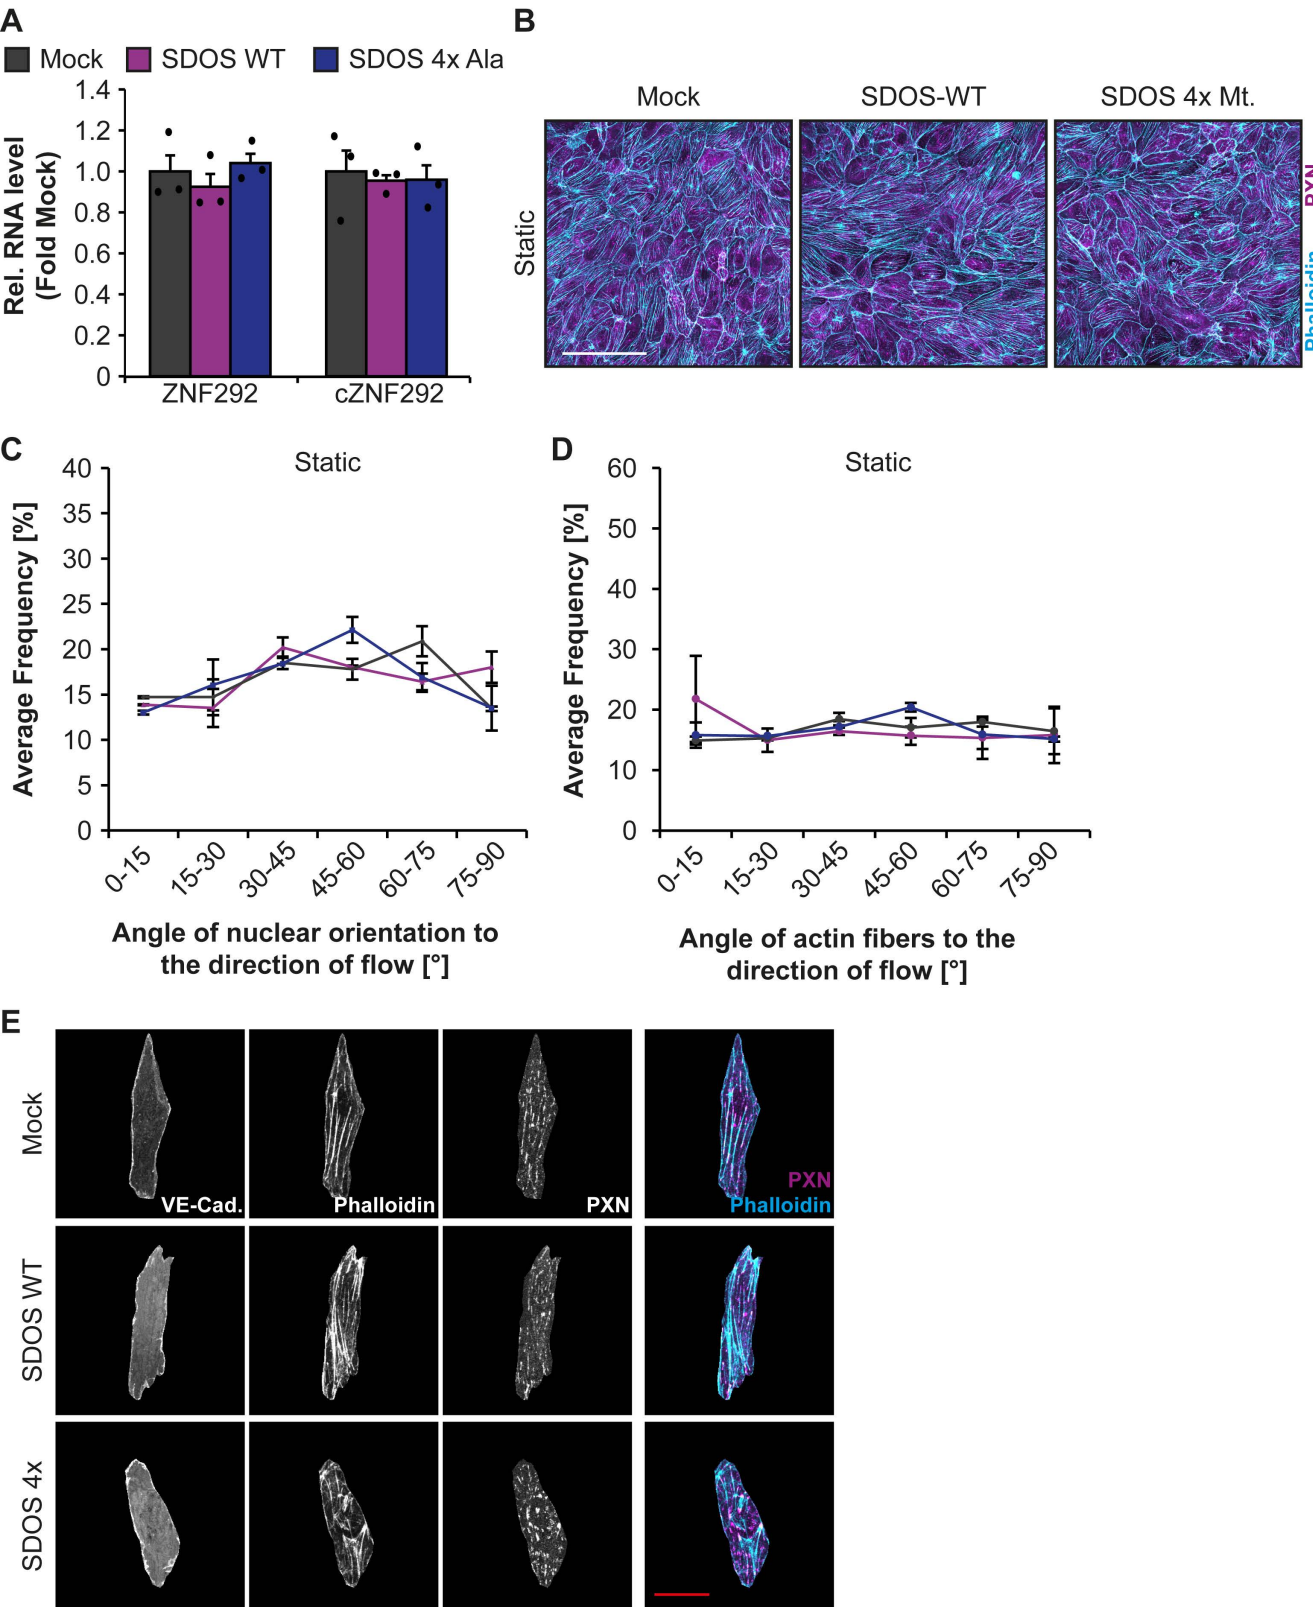 A
Mock SDOS WT SDOS 4x Ala
Rel. RNA level
(Fold Mock)
1.4
1.2
1.0
0.8
0.6
0.4
0.2
0
ZNF292 cZNF292
B
Mock SDOS-WT SDOS 4x Mt.
Static
PXN
Phalloidin
C
Static
Average Frequency [%]
40
35
30
25
20
15
10
5
0
0-15 15-30 30-45 45-60 60-75 75-90
Angle of nuclear orientation to
the direction of flow [°]
D
Static
Average Frequency [%]
60
50
40
30
20
10
0
0-15 15-30 30-45 45-60 60-75 75-90
Angle of actin fibers to the
direction of flow [°]
E
Mock
VE-Cad. Phalloidin PXN
PXN
Phalloidin
SDOS WT
SDOS 4x